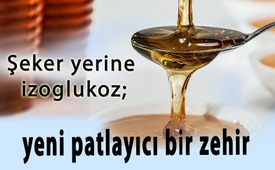 Şeker yerine
izoglukoz;
yeni patlayıcı bir zehir